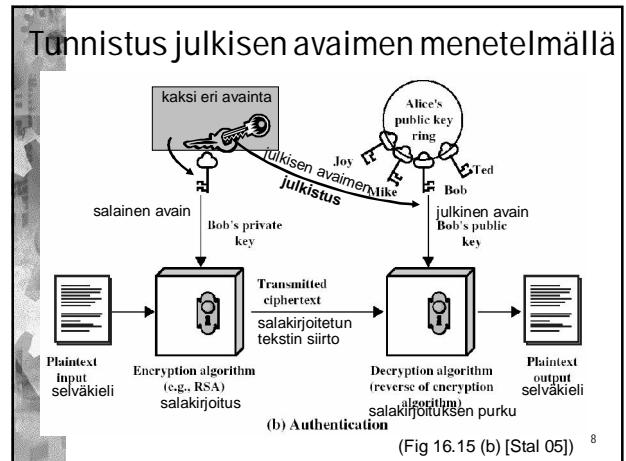 Tunnistus julkisen avaimen menetelmällä
kaksi eri avainta
Alice's
public key
ring
Joy
Mike
Bob
Ted
julkisen avaimen
julkistus
salainen avain
Bob's private
key
julkinen avain
Bob's public
key
Transmitted
ciphertext
salakirjoitetun
tekstin siirto
Plaintext
input
selväkieli
Encryption algorithm
(e.g., RSA)
salakirjoitus
Decryption algorithm
(reverse of encryption
algorithm)
salakirjoituksen purku
Plaintext
output
selväkieli
(b) Authentication
(Fig 16.15 (b) [Stal 05])
8